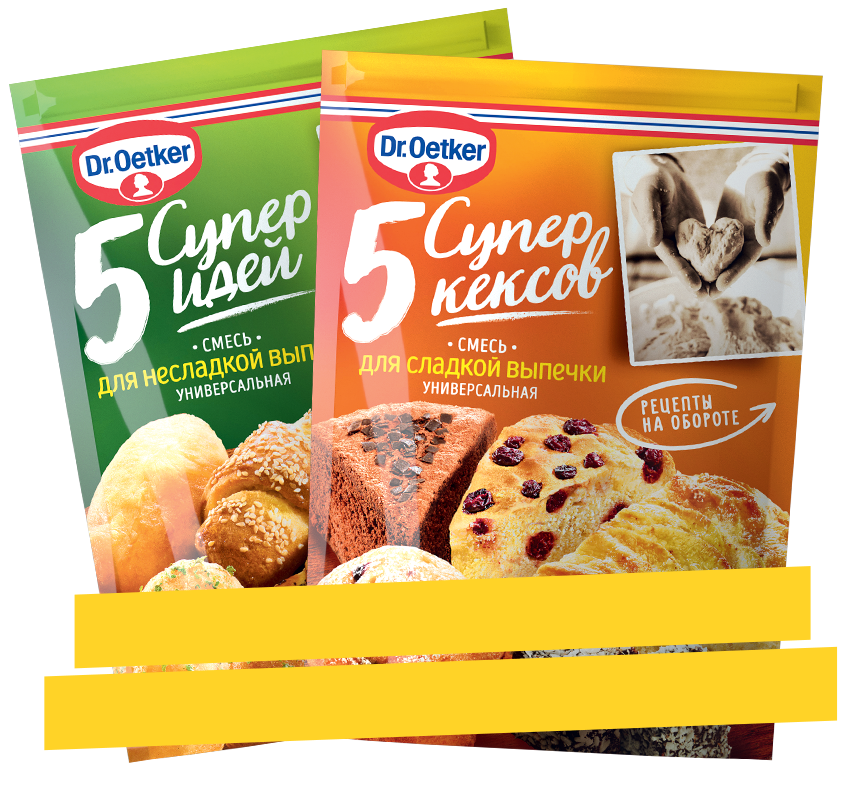 Dr.Oetker
5 Супер
идей
• СМЕСЬ •
для несладкой вып
УНИВЕРСАЛЬНАЯ
Dr.Oetker
5 Супер
кексов
• СМЕСЬ •
для сладкой выпечки
УНИВЕРСАЛЬНАЯ
РЕЦЕПТЫ
НА ОБОРОТЕ